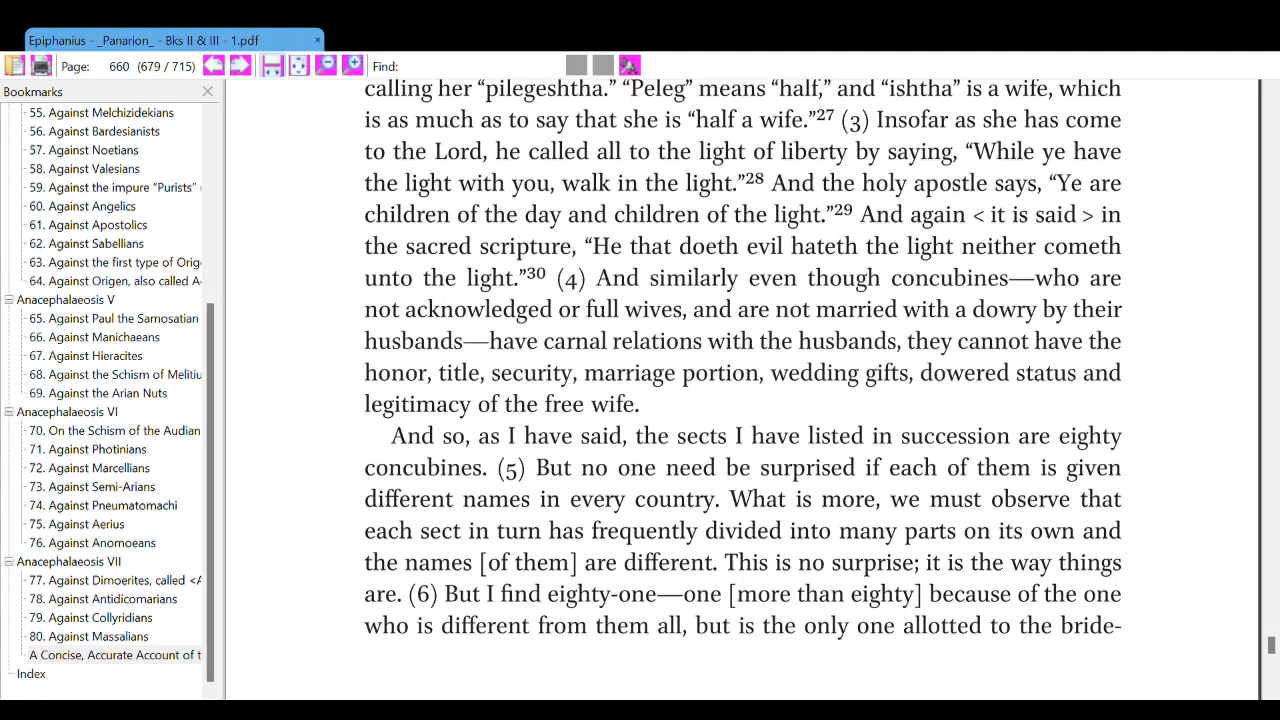 Epiphanius - _Panarion_ - Bks II & III - 1.pdf
Page: 660 (679 / 715) Find:
Bookmarks
55. Against Melchizidekians
56. Against Bardesianists
57. Against Noetians
58. Against Valesians
59. Against the impure "Purists"
60. Against Angelics
61. Against Apostolics
62. Against Sabellians
63. Against the first type of Orig
64. Against Origen, also called A
Anacephalaeosis V
65. Against Paul the Samosatian
66. Against Manichaeans
67. Against Hieracites
68. Against the Schism of Melitiu
69. Against the Arian Nuts
Anacephalaeosis VI
70. On the Schism of the Audian
71. Against Photinians
72. Against Marcellians
73. Against Semi-Arians
74. Against Pneumatomachi
75. Against Aerius
76. Against Anomoeans
Anacephalaeosis VII
77. Against Dimoerites, called <A
78. Against Antidicomarians
79. Against Collyridians
80. Against Massalians
A Concise, Accurate Account of t
Index
calling her “pilegeshtha.” “Peleg” means “half,” and “ishtha” is a wife, which
is as much as to say that she is “half a wife.”27 (3) Insofar as she has come
to the Lord, he called all to the light of liberty by saying, “While ye have
the light with you, walk in the light.”28 And the holy apostle says, “Ye are
children of the day and children of the light.”29 And again < it is said > in
the sacred scripture, “He that doeth evil hateth the light neither cometh
unto the light.”30 (4) And similarly even though concubines—who are
not acknowledged or full wives, and are not married with a dowry by their
husbands—have carnal relations with the husbands, they cannot have the
honor, title, security, marriage portion, wedding gifts, dowered status and
legitimacy of the free wife.
And so, as I have said, the sects I have listed in succession are eighty
concubines. (5) But no one need be surprised if each of them is given
different names in every country. What is more, we must observe that
each sect in turn has frequently divided into many parts on its own and
the names [of them] are different. This is no surprise; it is the way things
are. (6) But I find eighty-one—one [more than eighty] because of the one
who is different from them all, but is the only one allotted to the bride-